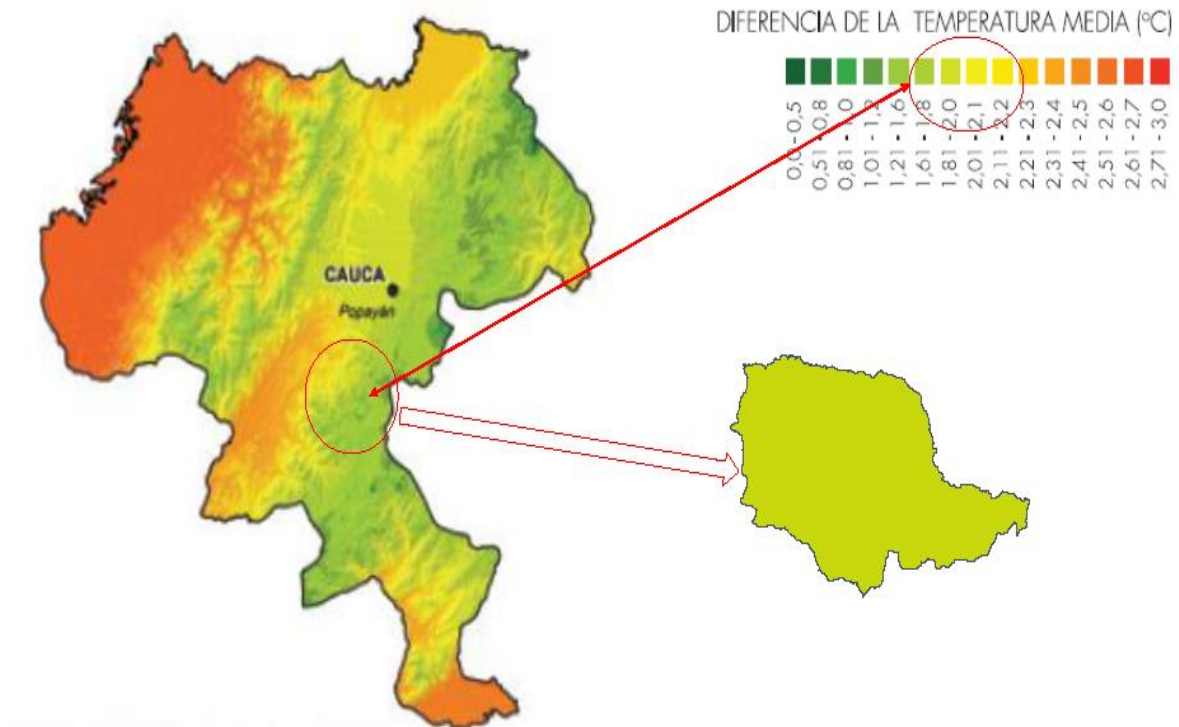 DIFERENCIA DE LA TEMPERATURA MEDIA (°C)
0,0 - 0,5
0,51 - 0,8
0,81 - 1,0
1,01 - 1,2
1,21 - 1,6
1,61 - 1,8
1,81 - 2,0
2,01 - 2,1
2,11 - 2,2
2,21 - 2,3
2,31 - 2,4
2,41 - 2,5
2,51 - 2,6
2,61 - 2,7
2,71 - 3,0
CAUCA
Popayán